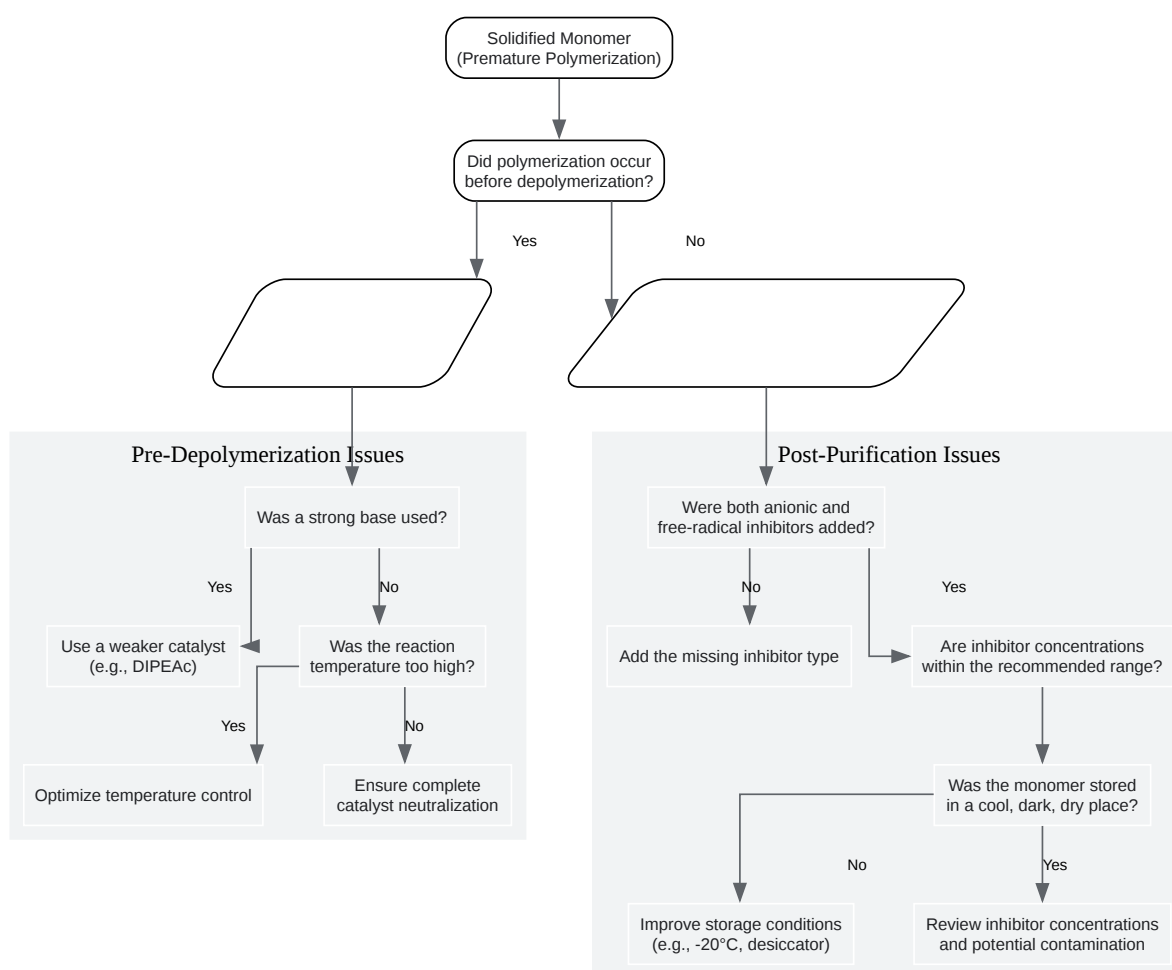 Solidified Monomer
(Premature Polymerization)
Did polymerization occur
before depolymerization?
Yes
No
Pre-Depolymerization Issues
Post-Purification Issues
Was a strong base used?
Were both anionic and
free-radical inhibitors added?
Yes
No
No
Yes
Use a weaker catalyst
(e.g., DIPEAc)
Was the reaction
temperature too high?
Add the missing inhibitor type
Are inhibitor concentrations
within the recommended range?
Yes
No
Optimize temperature control
Ensure complete
catalyst neutralization
Was the monomer stored
in a cool, dark, dry place?
No
Yes
Improve storage conditions
(e.g., -20°C, desiccator)
Review inhibitor concentrations
and potential contamination